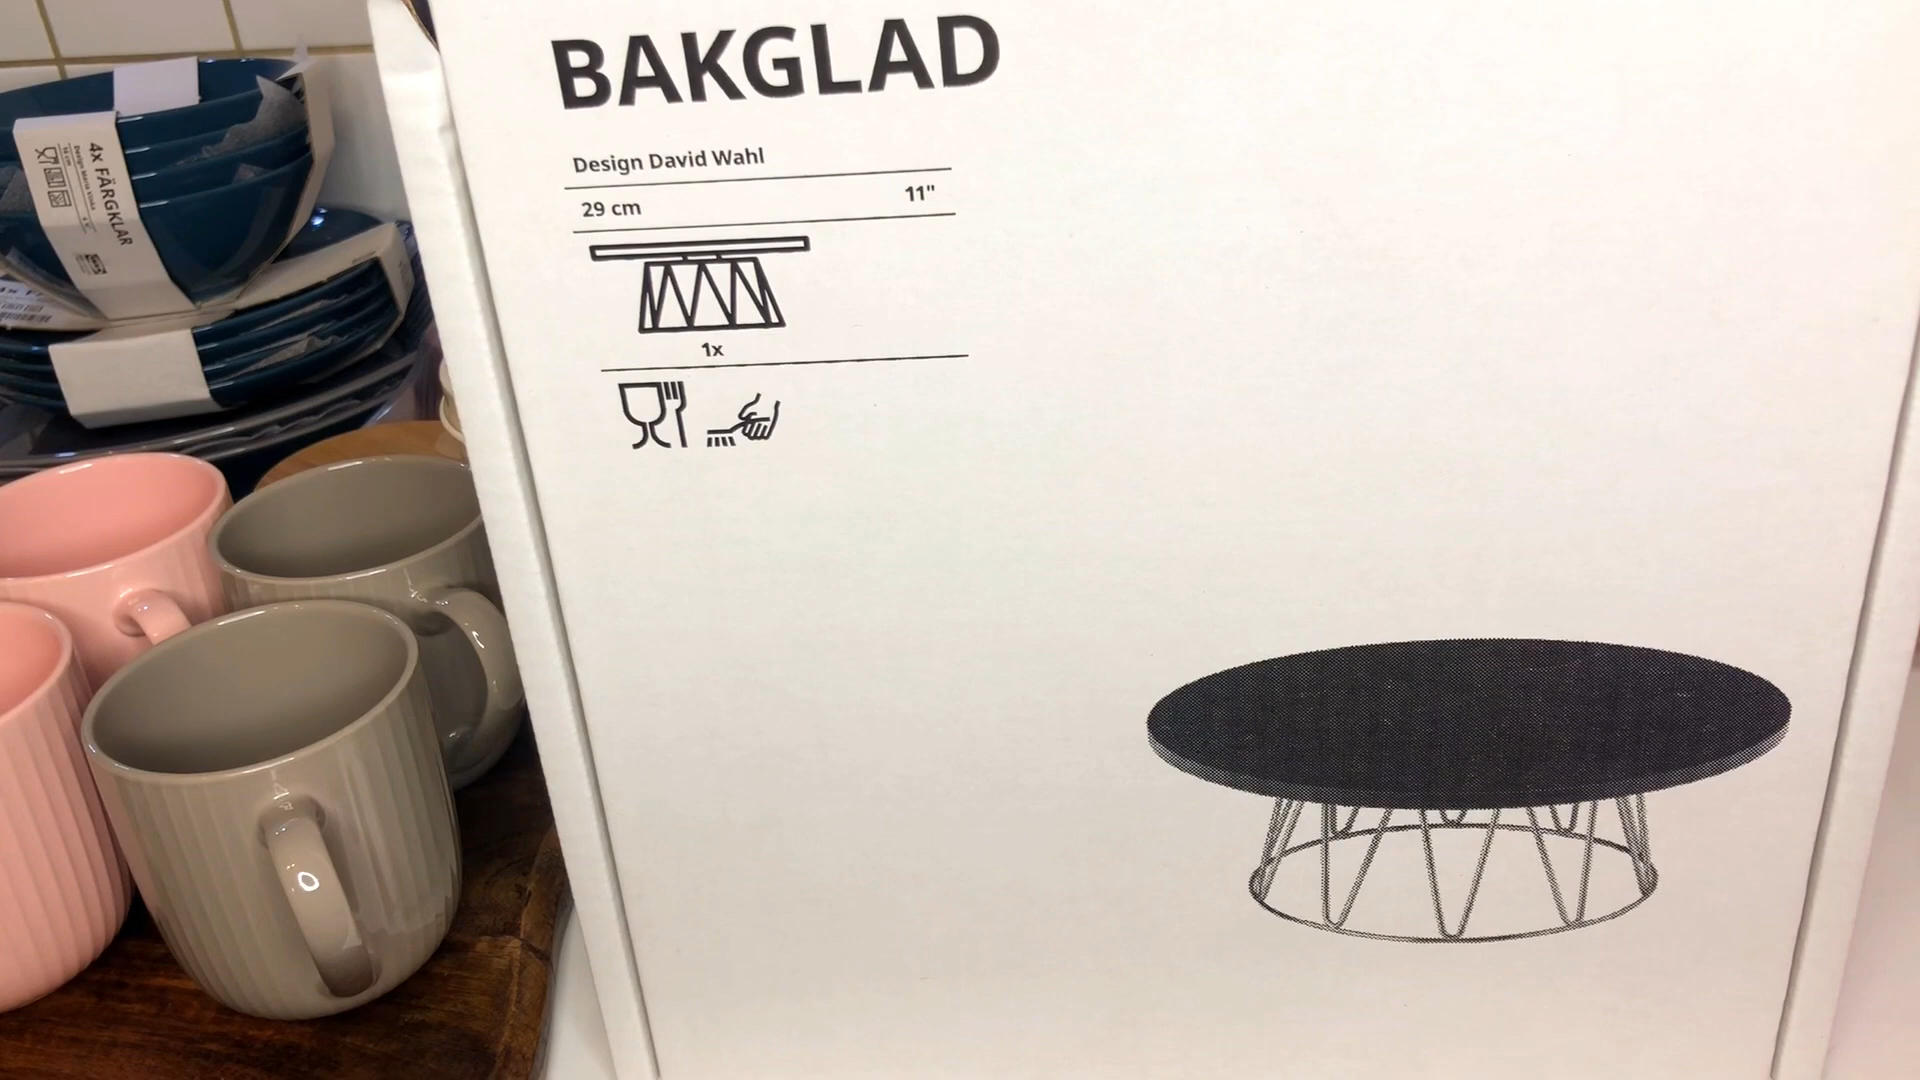 BAKGLAD
Design David Wahl
29 cm 11"
1x
4x FÄRGKLAR